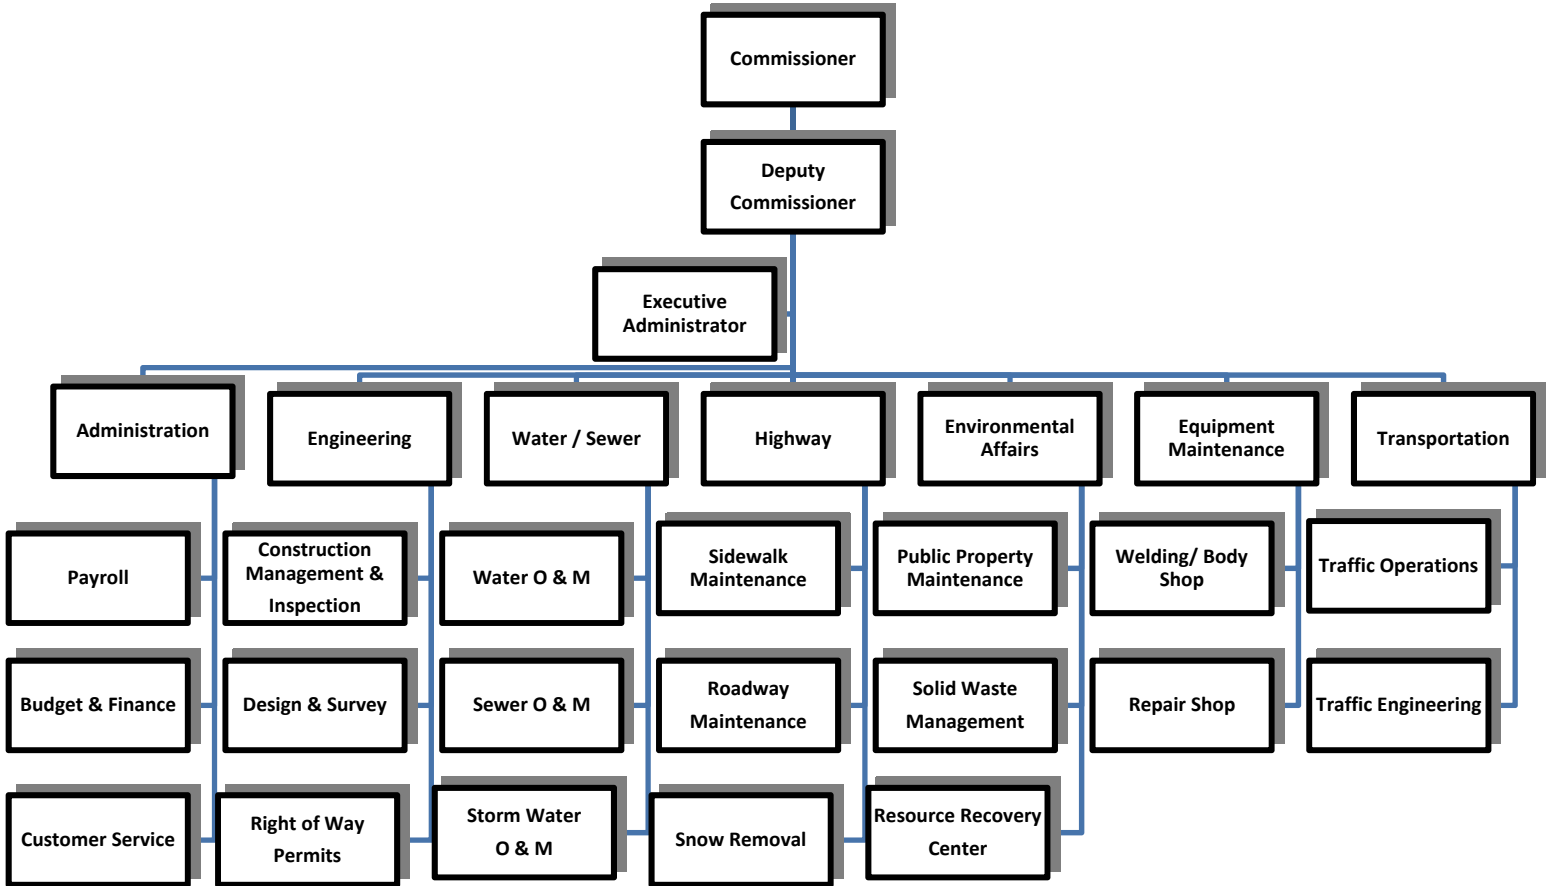 Commissioner
Deputy
Commissioner
Executive
Administrator
Administration
Engineering
Water / Sewer
Highway
Environmental
Affairs
Equipment
Maintenance
Transportation
Payroll
Construction
Management &
Inspection
Water O & M
Sidewalk
Maintenance
Public Property
Maintenance
Welding/ Body
Shop
Traffic Operations
Budget & Finance
Design & Survey
Sewer O & M
Roadway
Maintenance
Solid Waste
Management
Repair Shop
Traffic Engineering
Customer Service
Right of Way
Permits
Storm Water
O & M
Snow Removal
Resource Recovery
Center